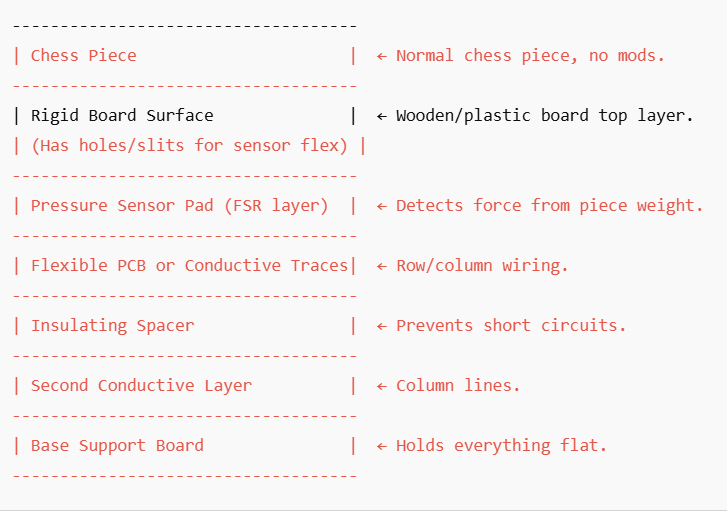 ------------------------------------
| Chess Piece                      |  ← Normal chess piece, no mods.
------------------------------------
| Rigid Board Surface              |  ← Wooden/plastic board top layer.
| (Has holes/slits for sensor flex) |
------------------------------------
| Pressure Sensor Pad (FSR layer)  |  ← Detects force from piece weight.
------------------------------------
| Flexible PCB or Conductive Traces|  ← Row/column wiring.
------------------------------------
| Insulating Spacer                |  ← Prevents short circuits.
------------------------------------
| Second Conductive Layer          |  ← Column lines.
------------------------------------
| Base Support Board               |  ← Holds everything flat.
------------------------------------